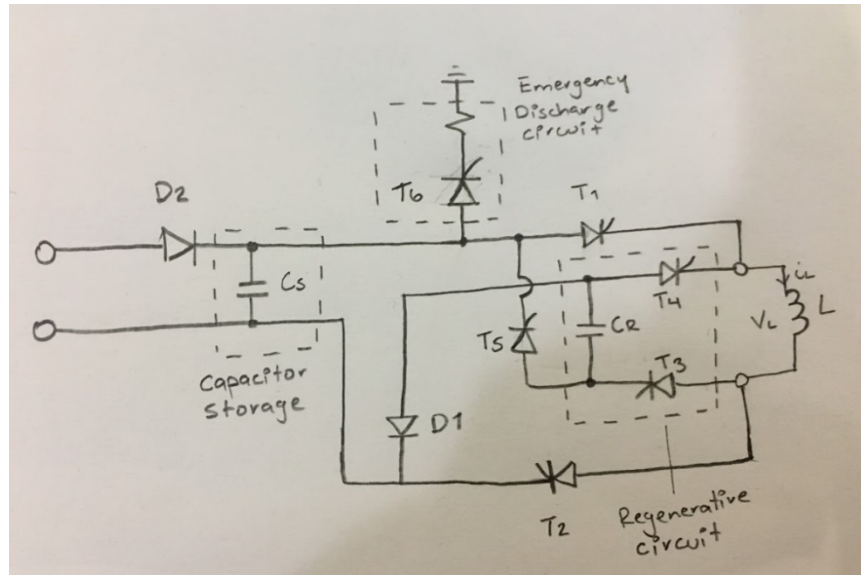 Emergency
Discharge
circuit
D2
T6
T1
Cs
T4
iL
T5
CR
VL
L
T3
Capacitor
storage
D1
T2
Regenerative
circuit